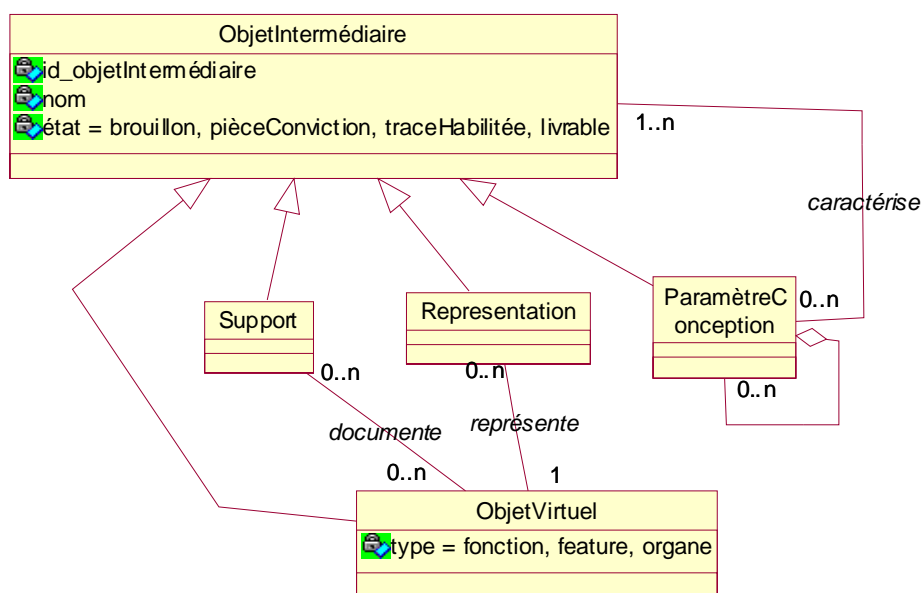 ObjetIntermédiaire
id_objetIntermédiaire
nom
état = brouillon, pièceConviction, traceHabilitée, livrable
1..n
caractérise
Support
Representation
ParamètreC
onception
0..n
0..n
0..n
0..n
documente
représente
0..n
1
ObjetVirtuel
type = fonction, feature, organe